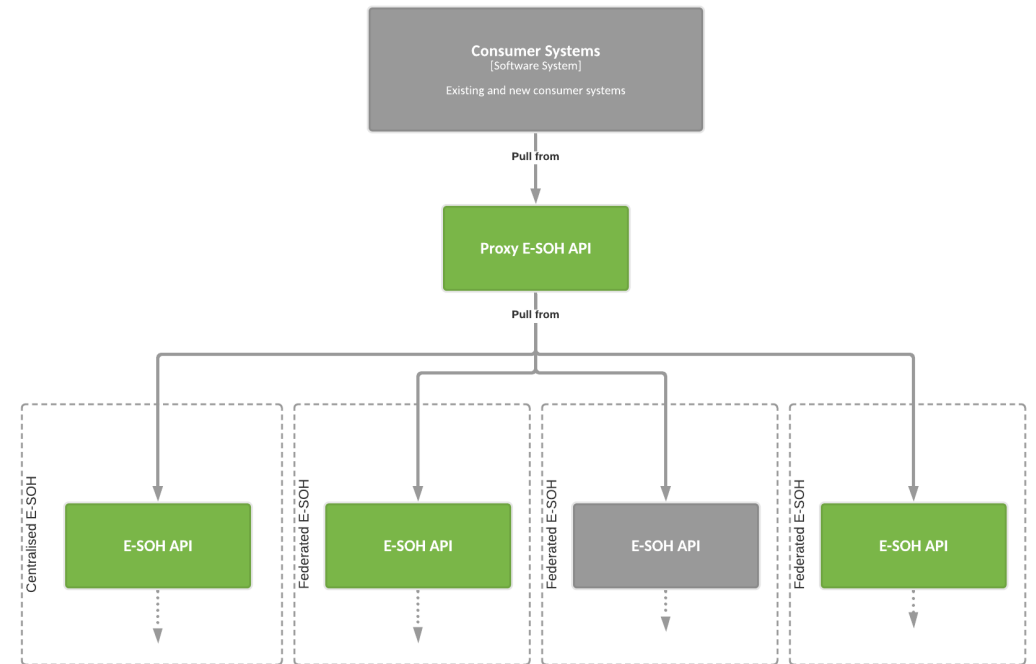 Consumer Systems
[Software System]
Existing and new consumer systems
Pull from
Proxy E-SOH API
Pull from
Centralised E-SOH
E-SOH API
Federated E-SOH
E-SOH API
Federated E-SOH
E-SOH API
Federated E-SOH
E-SOH API